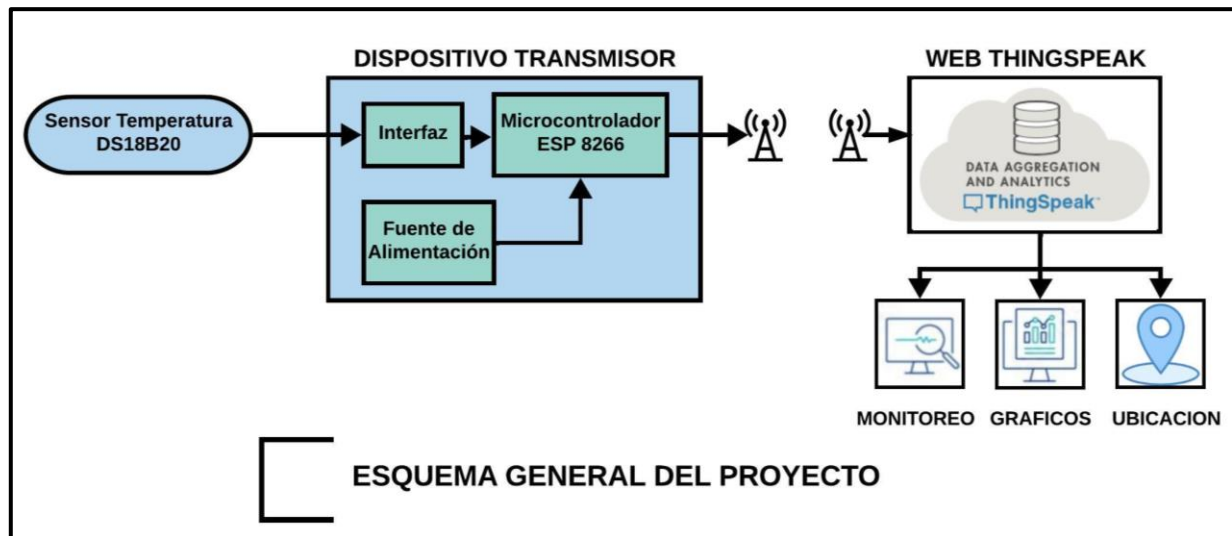 DISPOSITIVO TRANSMISOR
WEB THINGSPEAK
Sensor Temperatura
DS18B20
Interfaz
Microcontrolador
ESP 8266
Fuente de
Alimentación
DATA AGGREGATION
AND ANALYTICS
ThingSpeak™
MONITOREO
GRAFICOS
UBICACION
ESQUEMA GENERAL DEL PROYECTO